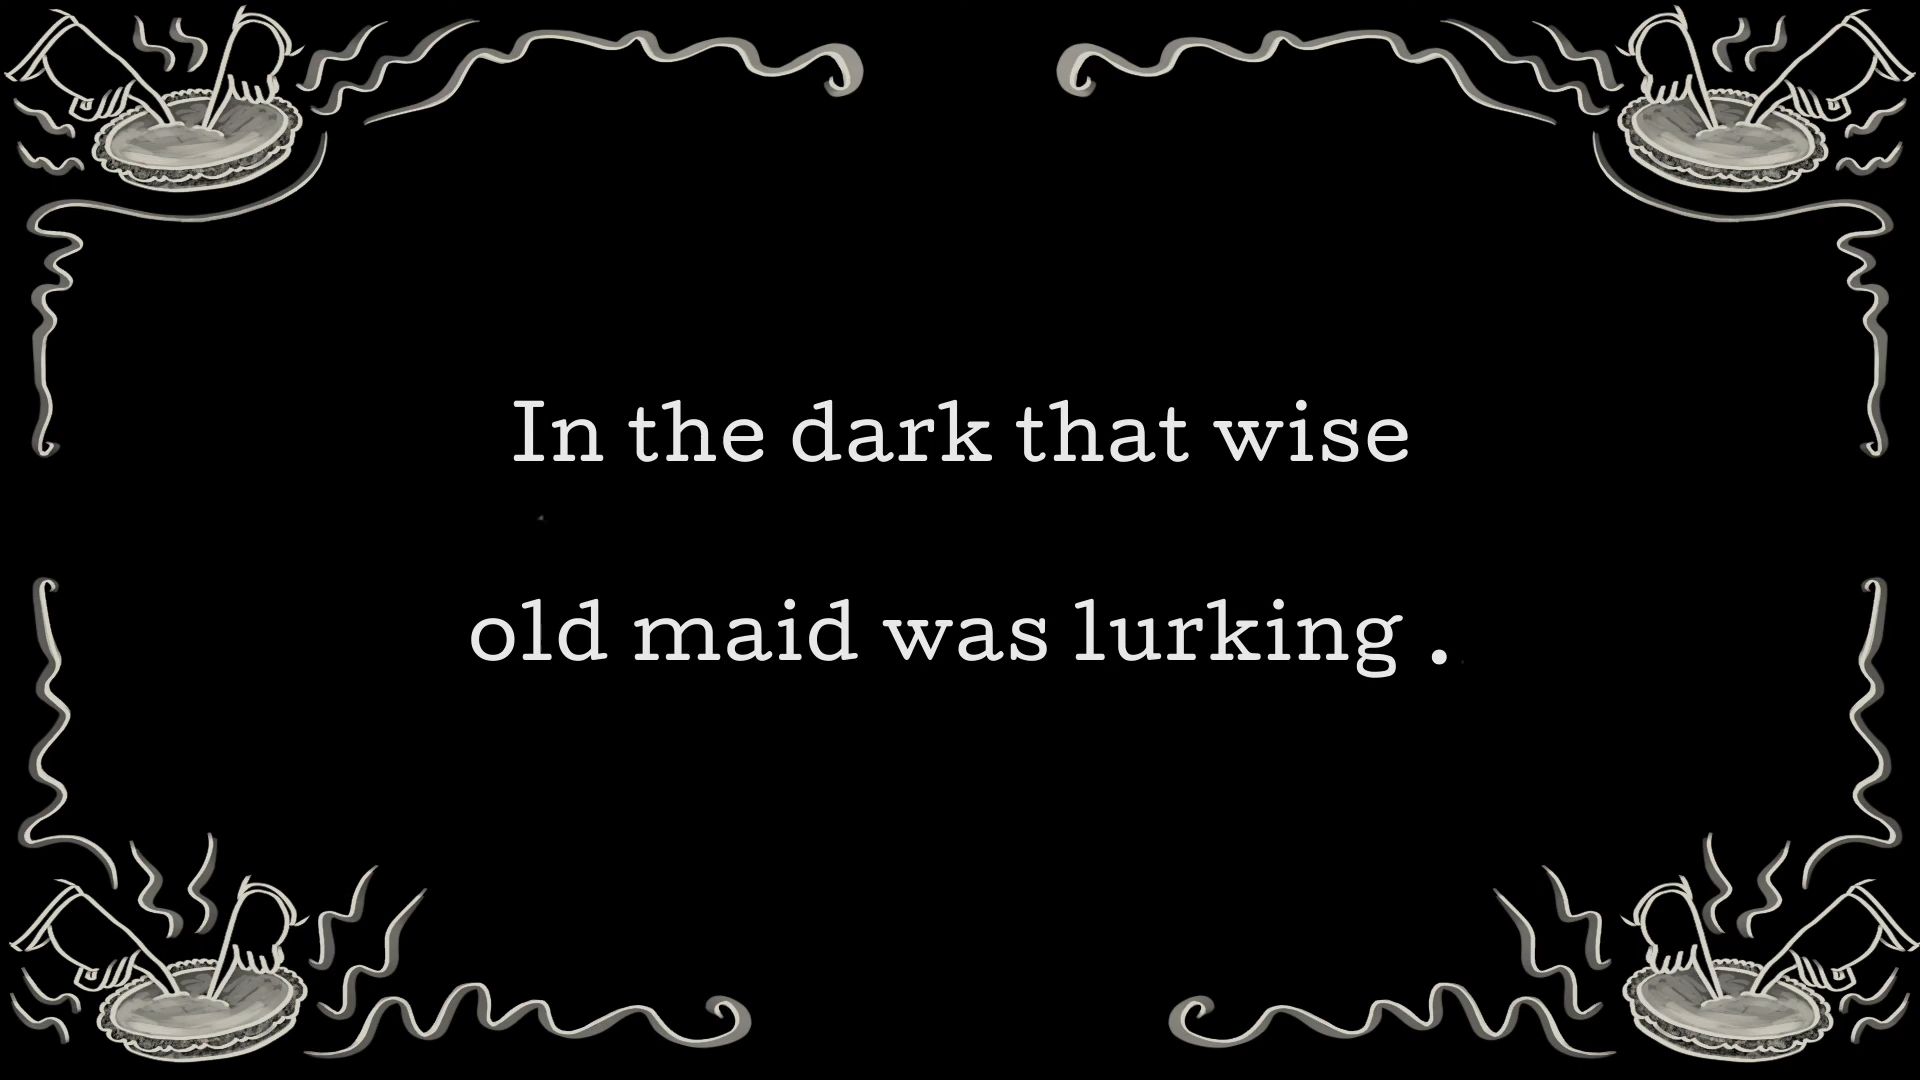 In the dark that wise
old maid was lurking .